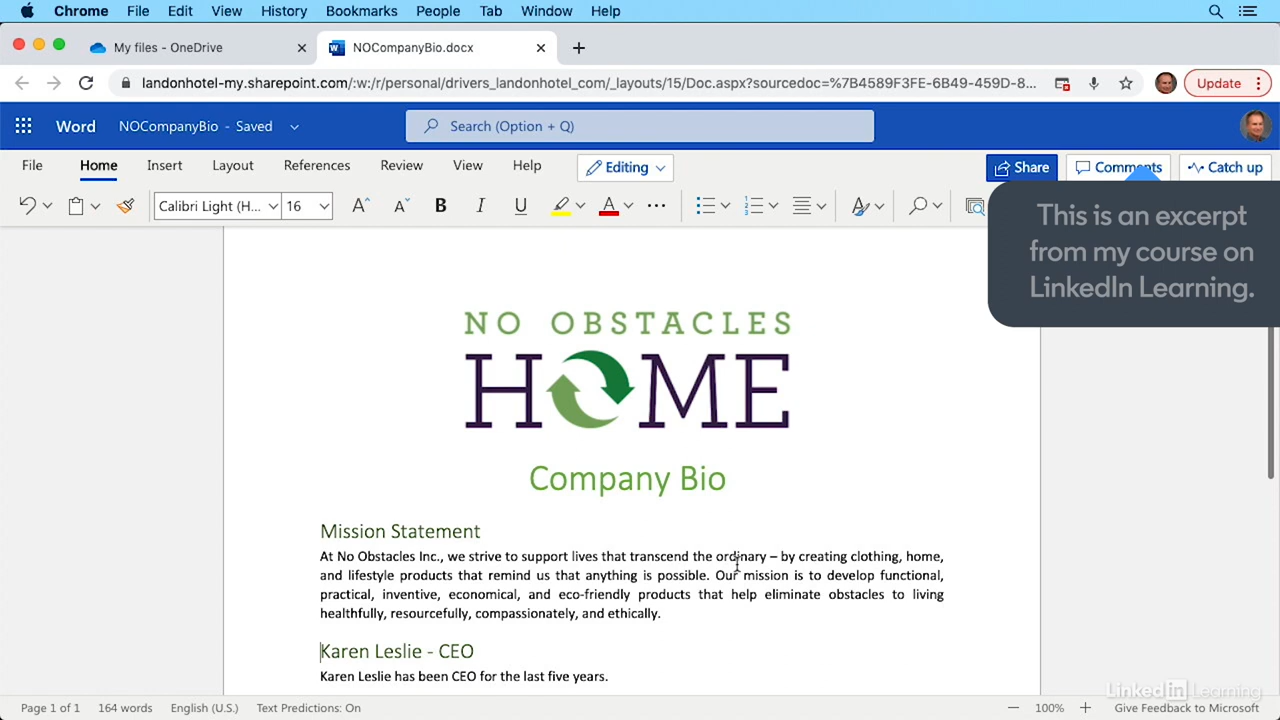 Chrome File Edit View History Bookmarks People Tab Window Help
My files - OneDrive NOCompanyBio.docx
landonhotel-my.sharepoint.com/:w:/r/personal/drivers_landonhotel_com/_layouts/15/Doc.aspx?sourcedoc=%7B4589F3FE-6B49-459D-8... Update
Word NOCompanyBio - Saved Search (Option + Q)
File Home Insert Layout References Review View Help Editing Share Comments Catch up
Calibri Light (H... 16 A^ A˅ B I U A ...
This is an excerpt
from my course on
LinkedIn Learning.
NO OBSTACLES
HOME
Company Bio
Mission Statement
At No Obstacles Inc., we strive to support lives that transcend the ordinary – by creating clothing, home,
and lifestyle products that remind us that anything is possible. Our mission is to develop functional,
practical, inventive, economical, and eco-friendly products that help eliminate obstacles to living
healthfully, resourcefully, compassionately, and ethically.
Karen Leslie - CEO
Karen Leslie has been CEO for the last five years.
LinkedIn Learning
Page 1 of 1 164 words English (U.S.) Text Predictions: On 100% Give Feedback to Microsoft